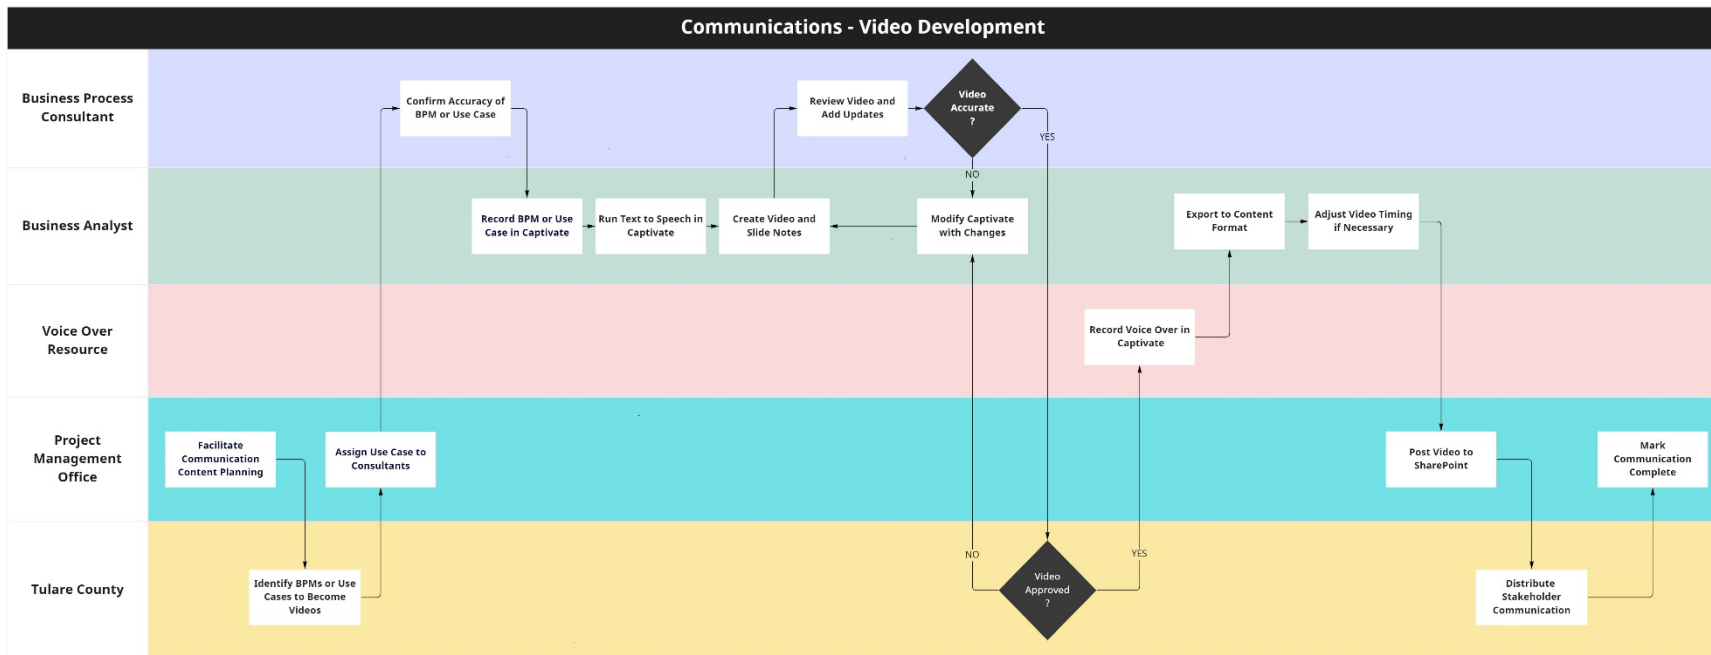 Communications - Video Development
Business Process
Consultant
Confirm Accuracy of
BPM or Use Case
Review Video and
Add Updates
Video
Accurate
?
YES
NO
Business Analyst
Record BPM or Use
Case in Captivate
Run Text to Speech in
Captivate
Create Video and
Slide Notes
Modify Captivate
with Changes
Export to Content
Format
Adjust Video Timing
if Necessary
Voice Over
Resource
Record Voice Over in
Captivate
Project
Management
Office
Facilitate
Communication
Content Planning
Assign Use Case to
Consultants
Post Video to
SharePoint
Mark
Communication
Complete
Tulare County
Identify BPMs or Use
Cases to Become
Videos
NO
Video
Approved
?
YES
Distribute
Stakeholder
Communication